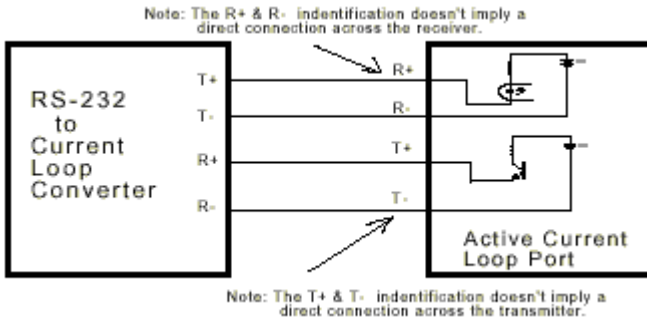 Note: The R+ & R- indentification doesn't imply a
direct connection across the receiver.
RS-232
to
Current
Loop
Converter
T+
T-
R+
R-
R+
R-
T+
T-
Active Current
Loop Port
Note: The T+ & T- indentification doesn't imply a
direct connection across the transmitter.